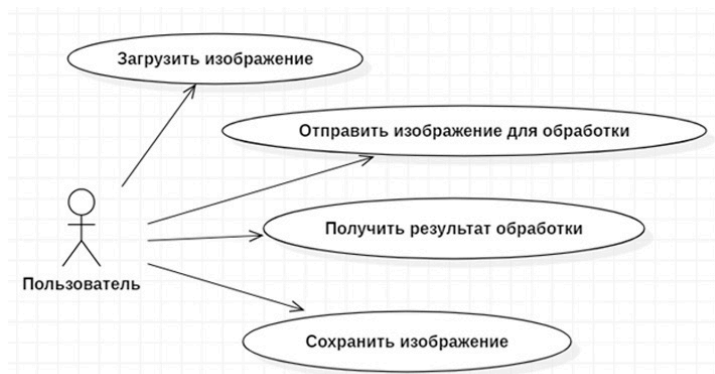 Загрузить изображение
Отправить изображение для обработки
Получить результат обработки
Пользователь
Сохранить изображение